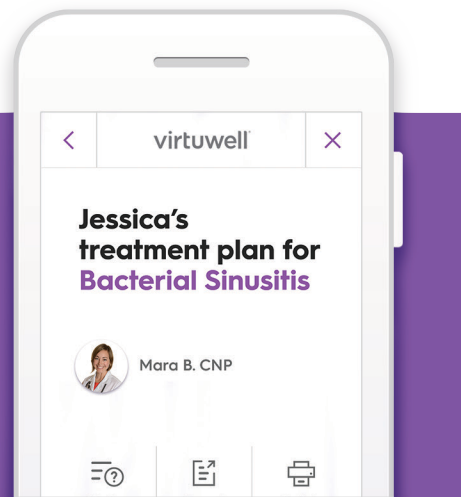 virtuwell
Jessica's
treatment plan for
Bacterial Sinusitis
Mara B. CNP